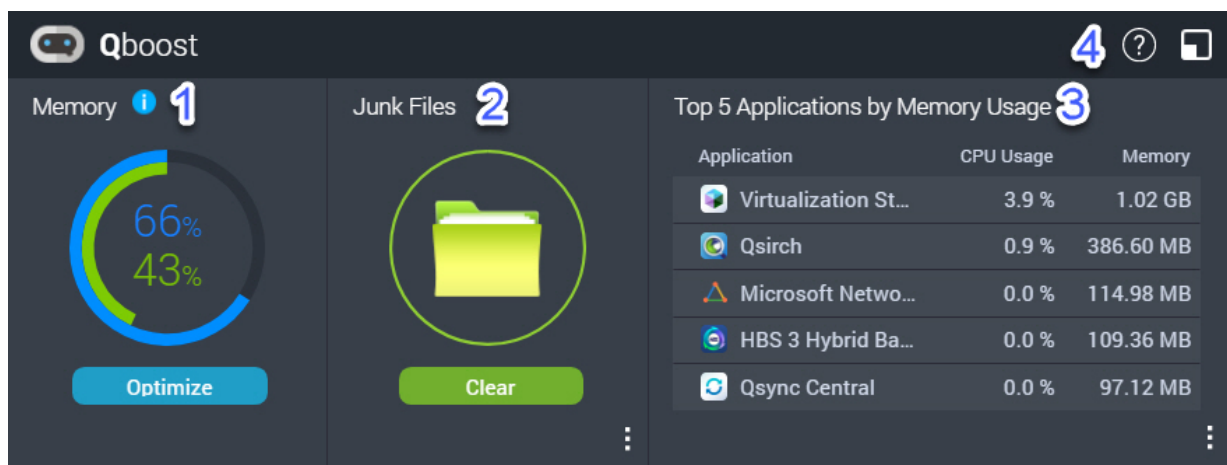 Qboost
4 ?
Memory i 1
66%
43%
Optimize
Junk Files 2
Clear
Top 5 Applications by Memory Usage 3
Application CPU Usage Memory
Virtualization St... 3.9 % 1.02 GB
Qsirch 0.9 % 386.60 MB
Microsoft Netwo... 0.0 % 114.98 MB
HBS 3 Hybrid Ba... 0.0 % 109.36 MB
Qsync Central 0.0 % 97.12 MB